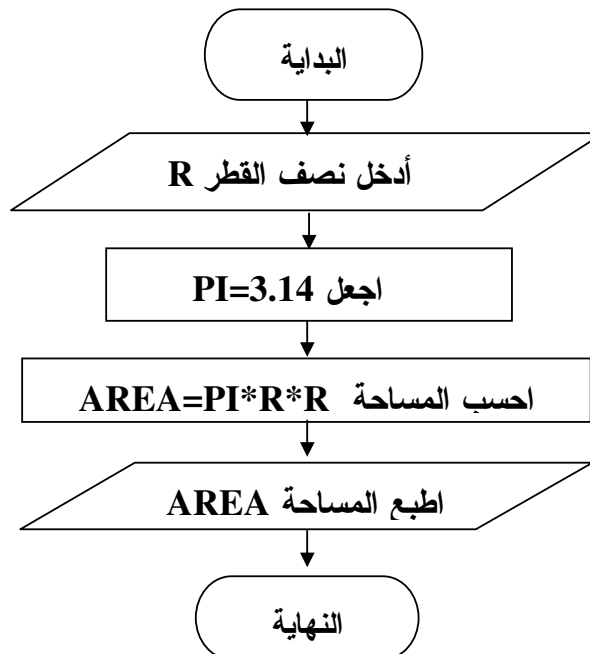 البداية
أدخل نصف القطر R
اجعل PI=3.14
احسب المساحة AREA=PI*R*R
اطبع المساحة AREA
النهاية